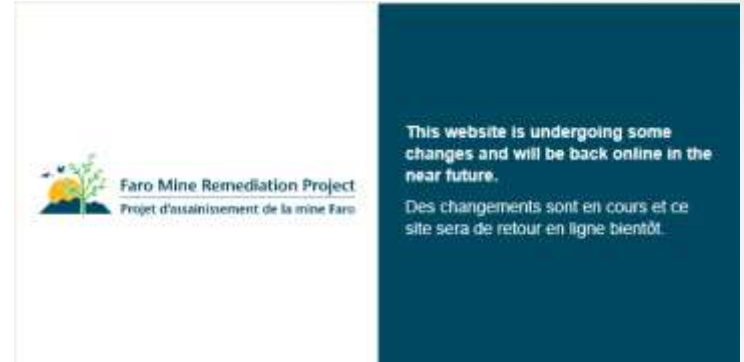 Faro Mine Remediation Project
Projet d'assainissement de la mine Faro
This website is undergoing some
changes and will be back online in the
near future.
Des changements sont en cours et ce
site sera de retour en ligne bientôt.